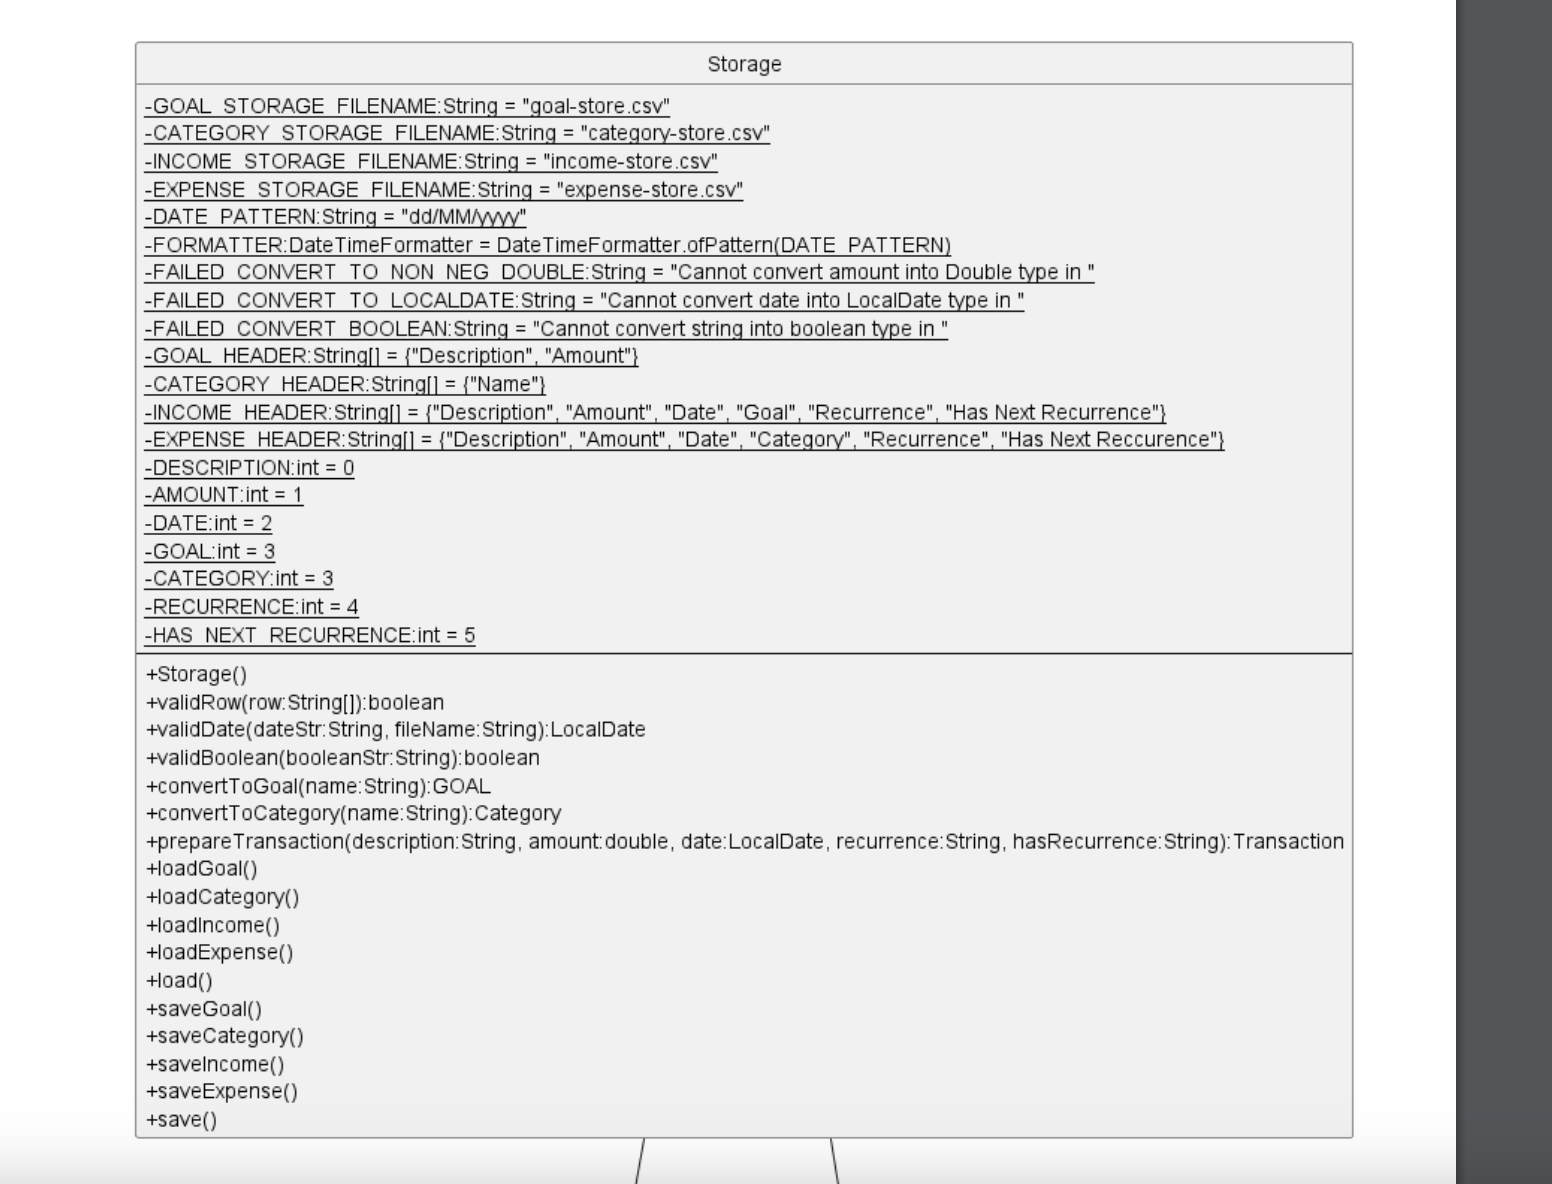 Storage
-GOAL_STORAGE_FILENAME:String = "goal-store.csv"
-CATEGORY_STORAGE_FILENAME:String = "category-store.csv"
-INCOME_STORAGE_FILENAME:String = "income-store.csv"
-EXPENSE_STORAGE_FILENAME:String = "expense-store.csv"
-DATE_PATTERN:String = "dd/MM/yyyy"
-FORMATTER:DateTimeFormatter = DateTimeFormatter.ofPattern(DATE_PATTERN)
-FAILED_CONVERT_TO_NON_NEG_DOUBLE:String = "Cannot convert amount into Double type in "
-FAILED_CONVERT_TO_LOCALDATE:String = "Cannot convert date into LocalDate type in "
-FAILED_CONVERT_BOOLEAN:String = "Cannot convert string into boolean type in "
-GOAL_HEADER:String[] = {"Description", "Amount"}
-CATEGORY_HEADER:String[] = {"Name"}
-INCOME_HEADER:String[] = {"Description", "Amount", "Date", "Goal", "Recurrence", "Has Next Recurrence"}
-EXPENSE_HEADER:String[] = {"Description", "Amount", "Date", "Category", "Recurrence", "Has Next Reccurence"}
-DESCRIPTION:int = 0
-AMOUNT:int = 1
-DATE:int = 2
-GOAL:int = 3
-CATEGORY:int = 3
-RECURRENCE:int = 4
-HAS_NEXT_RECURRENCE:int = 5
+Storage()
+validRow(row:String[]):boolean
+validDate(dateStr:String, fileName:String):LocalDate
+validBoolean(booleanStr:String):boolean
+convertToGoal(name:String):GOAL
+convertToCategory(name:String):Category
+prepareTransaction(description:String, amount:double, date:LocalDate, recurrence:String, hasRecurrence:String):Transaction
+loadGoal()
+loadCategory()
+loadIncome()
+loadExpense()
+load()
+saveGoal()
+saveCategory()
+saveIncome()
+saveExpense()
+save()